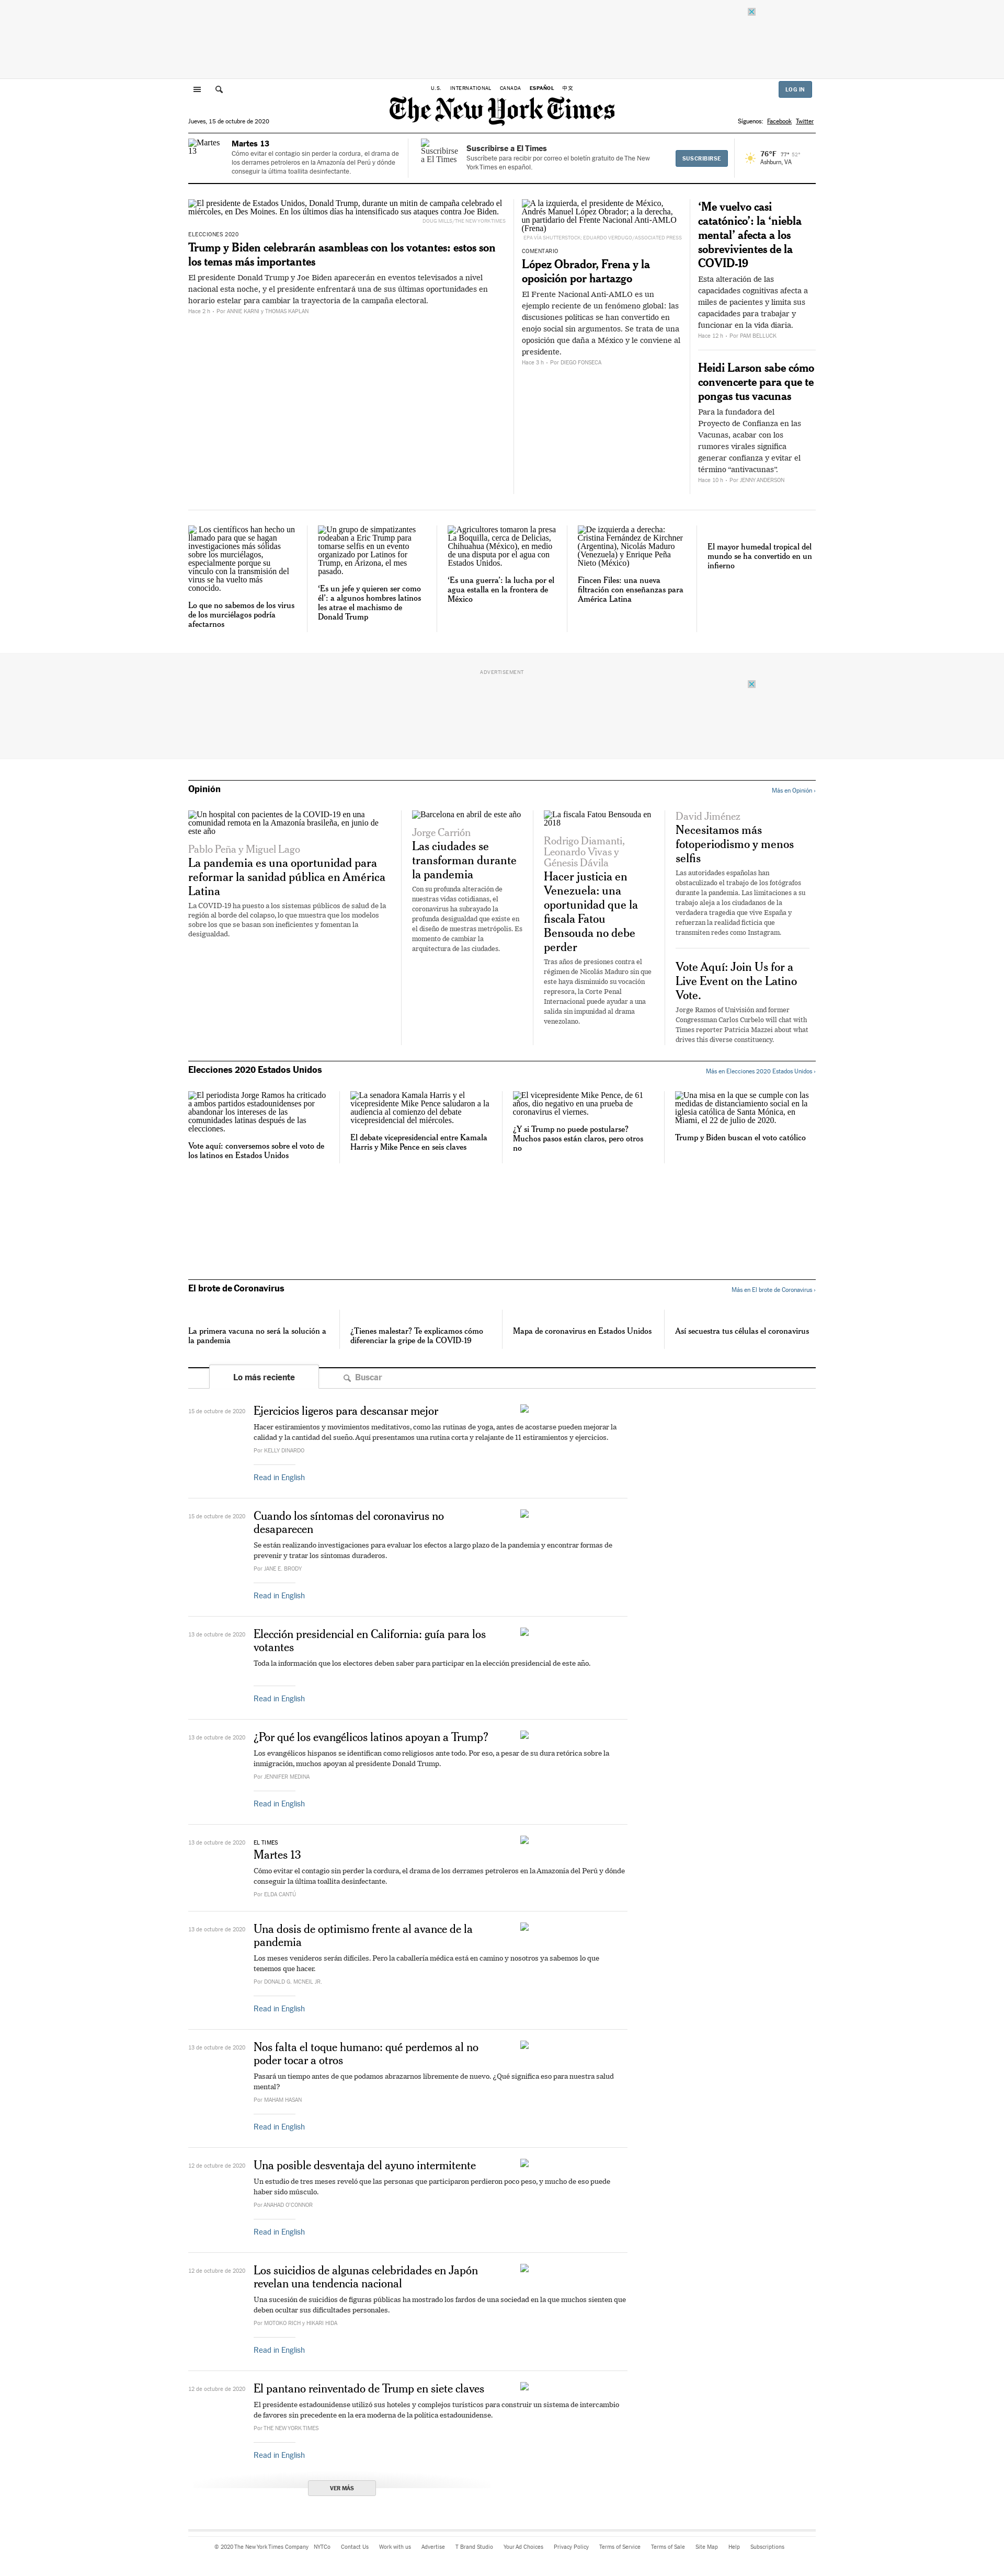 U.S.
INTERNATIONAL
CANADA
ESPAÑOL
中文
LOG IN
The New York Times
Jueves, 15 de octubre de 2020
Síguenos:
Facebook
Twitter
Martes
13
Martes 13
Cómo evitar el contagio sin perder la cordura, el drama de
los derrames petroleros en la Amazonía del Perú y dónde
conseguir la última toallita desinfectante.
Suscribirse
a El Times
Suscribirse a El Times
Suscríbete para recibir por correo el boletín gratuito de The New
York Times en español.
SUSCRIBIRSE
76°F
77°
52°
Ashburn, VA
El presidente de Estados Unidos, Donald Trump, durante un mitin de campaña celebrado el
miércoles, en Des Moines. En los últimos días ha intensificado sus ataques contra Joe Biden.
DOUG MILLS/THE NEW YORK TIMES
ELECCIONES 2020
Trump y Biden celebrarán asambleas con los votantes: estos son
los temas más importantes
El presidente Donald Trump y Joe Biden aparecerán en eventos televisados a nivel
nacional esta noche, y el presidente enfrentará una de sus últimas oportunidades en
horario estelar para cambiar la trayectoria de la campaña electoral.
Hace 2 h · Por ANNIE KARNI y THOMAS KAPLAN
A la izquierda, el presidente de México,
Andrés Manuel López Obrador; a la derecha,
un partidario del Frente Nacional Anti-AMLO
(Frena)
EPA VÍA SHUTTERSTOCK; EDUARDO VERDUGO/ASSOCIATED PRESS
COMENTARIO
López Obrador, Frena y la
oposición por hartazgo
El Frente Nacional Anti-AMLO es un
ejemplo reciente de un fenómeno global: las
discusiones políticas se han convertido en
enojo social sin argumentos. Se trata de una
oposición que daña a México y le conviene al
presidente.
Hace 3 h · Por DIEGO FONSECA
‘Me vuelvo casi
catatónico’: la ‘niebla
mental’ afecta a los
sobrevivientes de la
COVID-19
Esta alteración de las
capacidades cognitivas afecta a
miles de pacientes y limita sus
capacidades para trabajar y
funcionar en la vida diaria.
Hace 12 h · Por PAM BELLUCK
Heidi Larson sabe cómo
convencerte para que te
pongas tus vacunas
Para la fundadora del
Proyecto de Confianza en las
Vacunas, acabar con los
rumores virales significa
generar confianza y evitar el
término “antivacunas”.
Hace 10 h · Por JENNY ANDERSON
Los científicos han hecho un
llamado para que se hagan
investigaciones más sólidas
sobre los murciélagos,
especialmente porque su
vínculo con la transmisión del
virus se ha vuelto más
conocido.
Lo que no sabemos de los virus
de los murciélagos podría
afectarnos
Un grupo de simpatizantes
rodeaban a Eric Trump para
tomarse selfis en un evento
organizado por Latinos for
Trump, en Arizona, el mes
pasado.
‘Es un jefe y quieren ser como
él’: a algunos hombres latinos
les atrae el machismo de
Donald Trump
Agricultores tomaron la presa
La Boquilla, cerca de Delicias,
Chihuahua (México), en medio
de una disputa por el agua con
Estados Unidos.
‘Es una guerra’: la lucha por el
agua estalla en la frontera de
México
De izquierda a derecha:
Cristina Fernández de Kirchner
(Argentina), Nicolás Maduro
(Venezuela) y Enrique Peña
Nieto (México)
Fincen Files: una nueva
filtración con enseñanzas para
América Latina
El mayor humedal tropical del
mundo se ha convertido en un
infierno
ADVERTISEMENT
Opinión
Más en Opinión ›
Un hospital con pacientes de la COVID-19 en una
comunidad remota en la Amazonía brasileña, en junio de
este año
Pablo Peña y Miguel Lago
La pandemia es una oportunidad para
reformar la sanidad pública en América
Latina
La COVID-19 ha puesto a los sistemas públicos de salud de la
región al borde del colapso, lo que muestra que los modelos
sobre los que se basan son ineficientes y fomentan la
desigualdad.
Barcelona en abril de este año
Jorge Carrión
Las ciudades se
transforman durante
la pandemia
Con su profunda alteración de
nuestras vidas cotidianas, el
coronavirus ha subrayado la
profunda desigualdad que existe en
el diseño de nuestras metrópolis. Es
momento de cambiar la
arquitectura de las ciudades.
La fiscala Fatou Bensouda en
2018
Rodrigo Diamanti,
Leonardo Vivas y
Génesis Dávila
Hacer justicia en
Venezuela: una
oportunidad que la
fiscala Fatou
Bensouda no debe
perder
Tras años de presiones contra el
régimen de Nicolás Maduro sin que
este haya disminuido su vocación
represora, la Corte Penal
Internacional puede ayudar a una
salida sin impunidad al drama
venezolano.
David Jiménez
Necesitamos más
fotoperiodismo y menos
selfis
Las autoridades españolas han
obstaculizado el trabajo de los fotógrafos
durante la pandemia. Las limitaciones a su
trabajo aleja a los ciudadanos de la
verdadera tragedia que vive España y
refuerzan la realidad ficticia que
transmiten redes como Instagram.
Vote Aquí: Join Us for a
Live Event on the Latino
Vote.
Jorge Ramos of Univisión and former
Congressman Carlos Curbelo will chat with
Times reporter Patricia Mazzei about what
drives this diverse constituency.
Elecciones 2020 Estados Unidos
Más en Elecciones 2020 Estados Unidos ›
El periodista Jorge Ramos ha criticado
a ambos partidos estadounidenses por
abandonar los intereses de las
comunidades latinas después de las
elecciones.
Vote aquí: conversemos sobre el voto de
los latinos en Estados Unidos
La senadora Kamala Harris y el
vicepresidente Mike Pence saludaron a la
audiencia al comienzo del debate
vicepresidencial del miércoles.
El debate vicepresidencial entre Kamala
Harris y Mike Pence en seis claves
El vicepresidente Mike Pence, de 61
años, dio negativo en una prueba de
coronavirus el viernes.
¿Y si Trump no puede postularse?
Muchos pasos están claros, pero otros
no
Una misa en la que se cumple con las
medidas de distanciamiento social en la
iglesia católica de Santa Mónica, en
Miami, el 22 de julio de 2020.
Trump y Biden buscan el voto católico
El brote de Coronavirus
Más en El brote de Coronavirus ›
La primera vacuna no será la solución a
la pandemia
¿Tienes malestar? Te explicamos cómo
diferenciar la gripe de la COVID-19
Mapa de coronavirus en Estados Unidos
Así secuestra tus células el coronavirus
Lo más reciente
Buscar
15 de octubre de 2020
Ejercicios ligeros para descansar mejor
Hacer estiramientos y movimientos meditativos, como las rutinas de yoga, antes de acostarse pueden mejorar la
calidad y la cantidad del sueño. Aquí presentamos una rutina corta y relajante de 11 estiramientos y ejercicios.
Por KELLY DINARDO
Read in English
15 de octubre de 2020
Cuando los síntomas del coronavirus no
desaparecen
Se están realizando investigaciones para evaluar los efectos a largo plazo de la pandemia y encontrar formas de
prevenir y tratar los síntomas duraderos.
Por JANE E. BRODY
Read in English
13 de octubre de 2020
Elección presidencial en California: guía para los
votantes
Toda la información que los electores deben saber para participar en la elección presidencial de este año.
Read in English
13 de octubre de 2020
¿Por qué los evangélicos latinos apoyan a Trump?
Los evangélicos hispanos se identifican como religiosos ante todo. Por eso, a pesar de su dura retórica sobre la
inmigración, muchos apoyan al presidente Donald Trump.
Por JENNIFER MEDINA
Read in English
13 de octubre de 2020
EL TIMES
Martes 13
Cómo evitar el contagio sin perder la cordura, el drama de los derrames petroleros en la Amazonía del Perú y dónde
conseguir la última toallita desinfectante.
Por ELDA CANTÚ
13 de octubre de 2020
Una dosis de optimismo frente al avance de la
pandemia
Los meses venideros serán difíciles. Pero la caballería médica está en camino y nosotros ya sabemos lo que
tenemos que hacer.
Por DONALD G. MCNEIL JR.
Read in English
13 de octubre de 2020
Nos falta el toque humano: qué perdemos al no
poder tocar a otros
Pasará un tiempo antes de que podamos abrazarnos libremente de nuevo. ¿Qué significa eso para nuestra salud
mental?
Por MAHAM HASAN
Read in English
12 de octubre de 2020
Una posible desventaja del ayuno intermitente
Un estudio de tres meses reveló que las personas que participaron perdieron poco peso, y mucho de eso puede
haber sido músculo.
Por ANAHAD O'CONNOR
Read in English
12 de octubre de 2020
Los suicidios de algunas celebridades en Japón
revelan una tendencia nacional
Una sucesión de suicidios de figuras públicas ha mostrado los fardos de una sociedad en la que muchos sienten que
deben ocultar sus dificultades personales.
Por MOTOKO RICH y HIKARI HIDA
Read in English
12 de octubre de 2020
El pantano reinventado de Trump en siete claves
El presidente estadounidense utilizó sus hoteles y complejos turísticos para construir un sistema de intercambio
de favores sin precedente en la era moderna de la política estadounidense.
Por THE NEW YORK TIMES
Read in English
VER MÁS
© 2020 The New York Times Company
NYTCo
Contact Us
Work with us
Advertise
T Brand Studio
Your Ad Choices
Privacy Policy
Terms of Service
Terms of Sale
Site Map
Help
Subscriptions